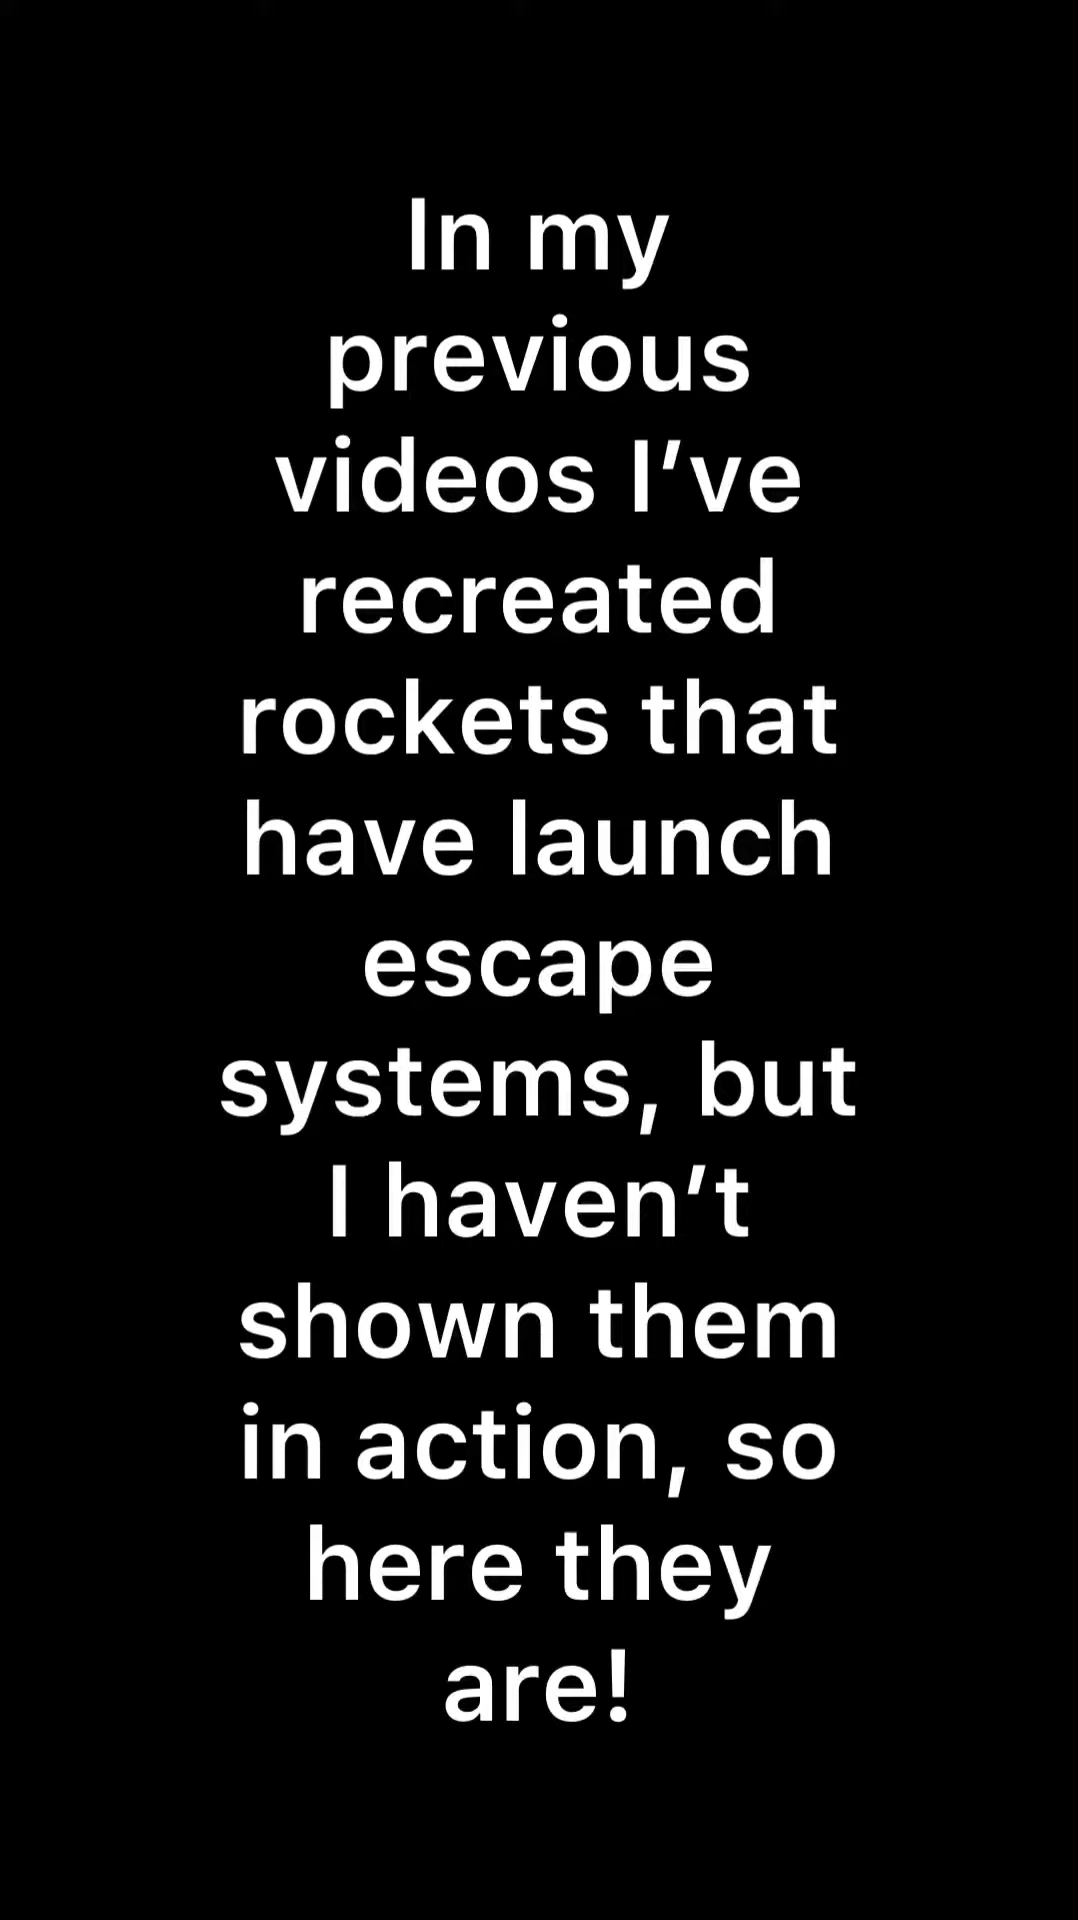 In my
previous
videos I’ve
recreated
rockets that
have launch
escape
systems, but
I haven’t
shown them
in action, so
here they
are!